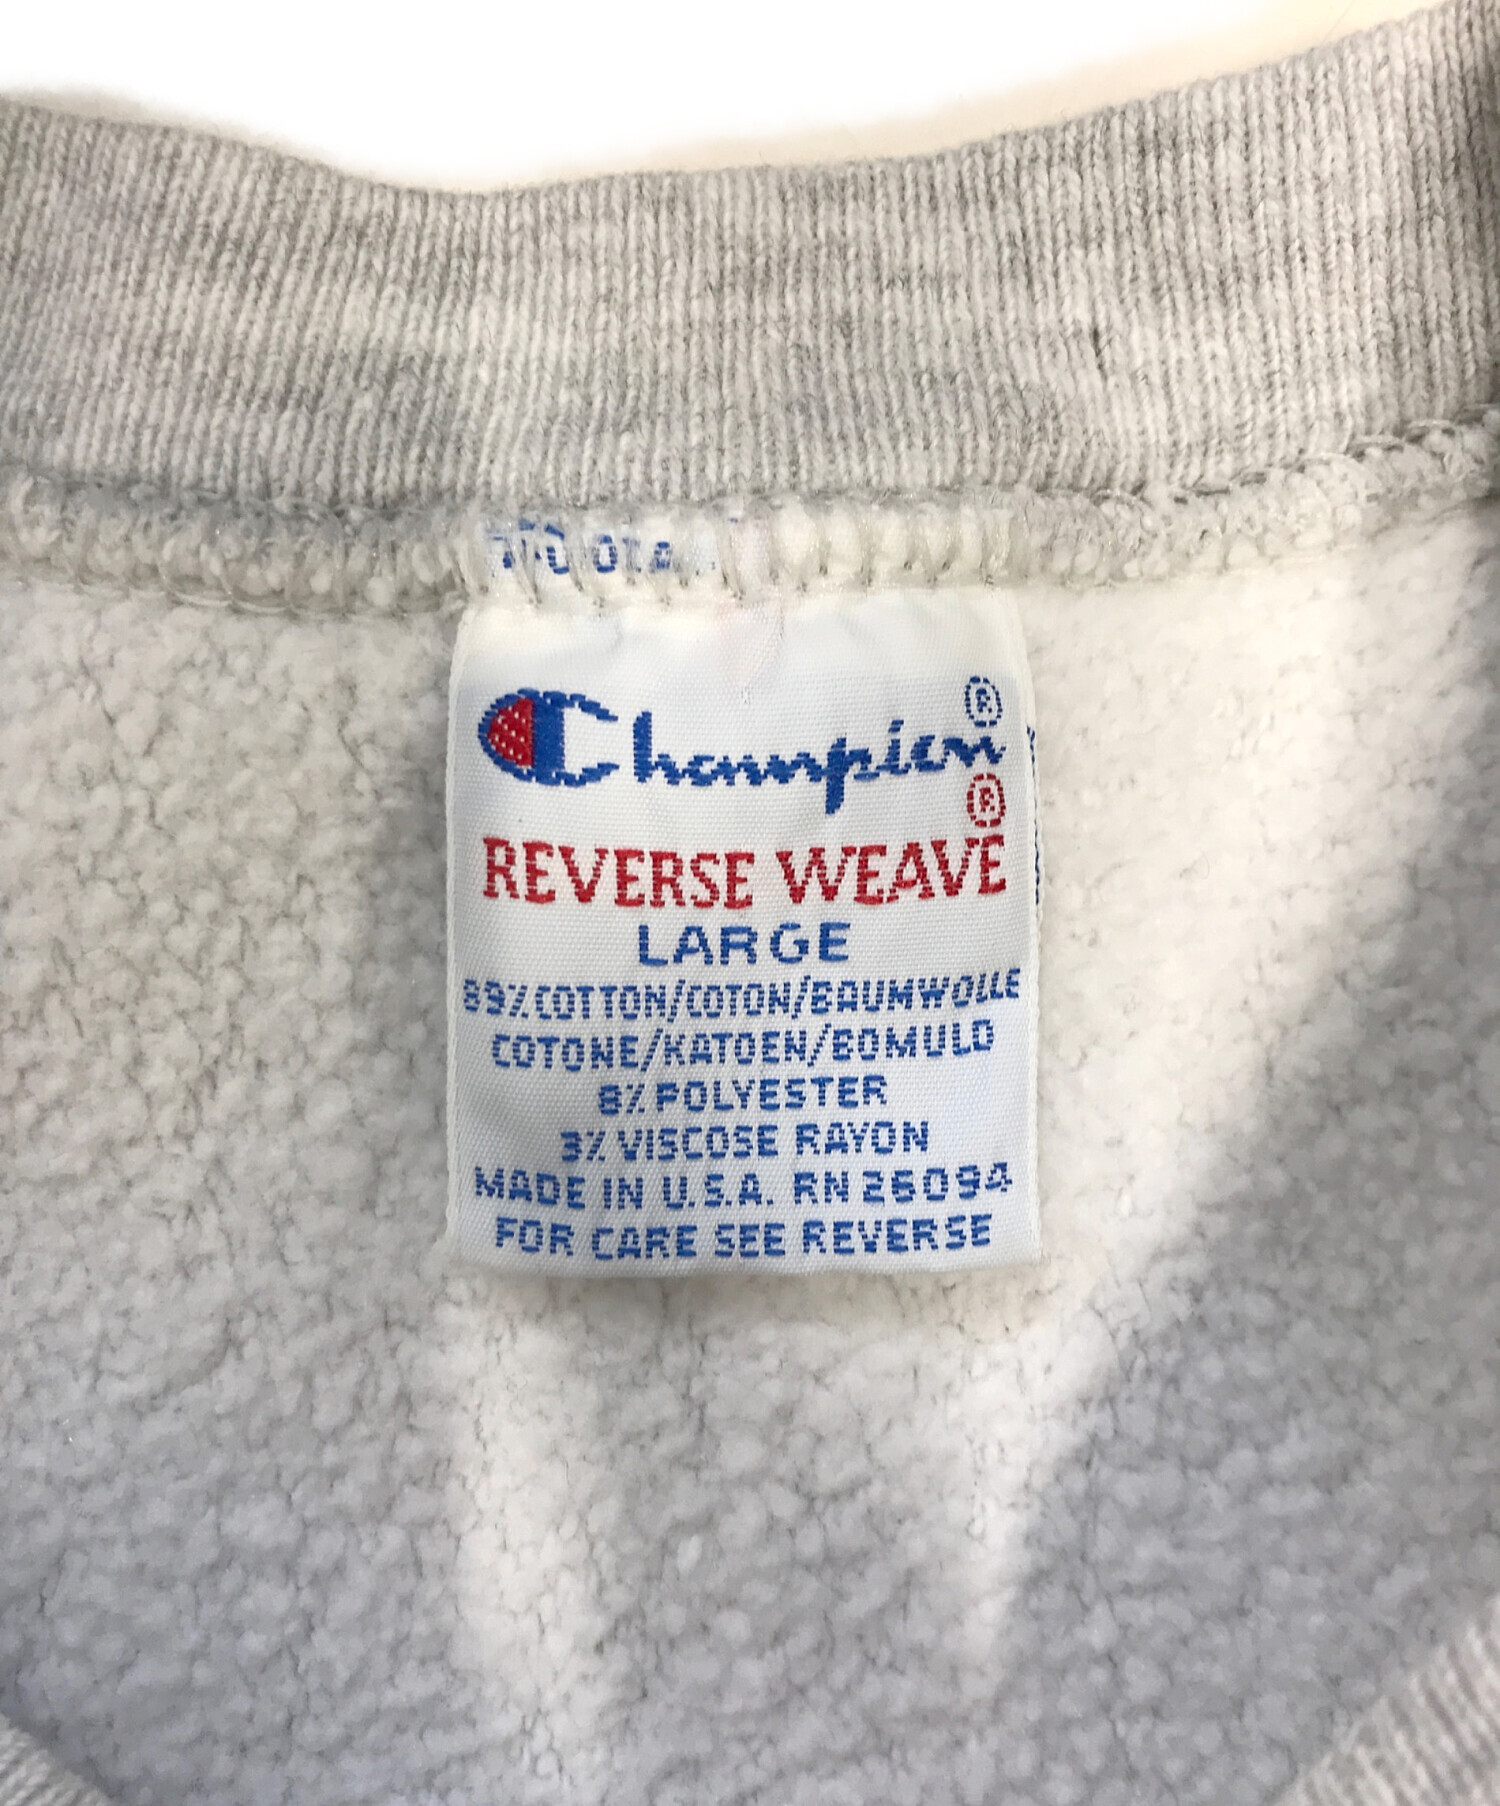 Champion®
®
REVERSE WEAVE
LARGE
89% COTTON/COTON/BAUMWOLLE
COTONE/KATOEN/BOMULD
8% POLYESTER
3% VISCOSE RAYON
MADE IN U.S.A. RN 26094
FOR CARE SEE REVERSE